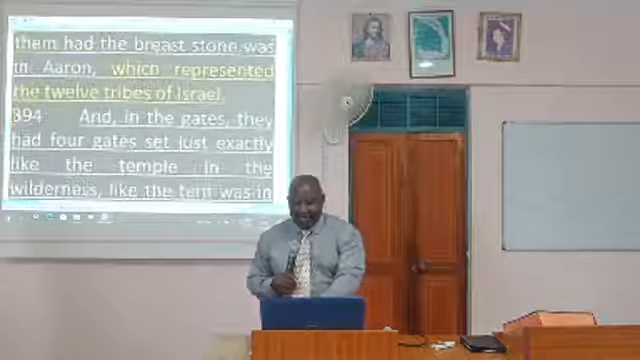 them had the breast stone was
in Aaron, which represented
the twelve tribes of Israel.
394 And, in the gates, they
had four gates set just exactly
like the temple in the
wilderness, like the tent was in